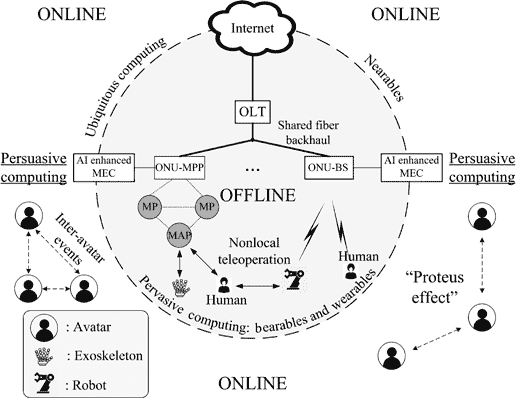 ONLINE
ONLINE
Internet
Ubiquitous computing
Nearables
OLT
Shared fiber
backhaul
Persuasive
computing
AI enhanced
MEC
ONU-MPP
...
ONU-BS
AI enhanced
MEC
Persuasive
computing
OFFLINE
MP
MP
MAP
Inter-avatar
events
Nonlocal
teleoperation
Human
Human
"Proteus
effect"
Pervasive computing: bearables and wearables
: Avatar
: Exoskeleton
: Robot
ONLINE